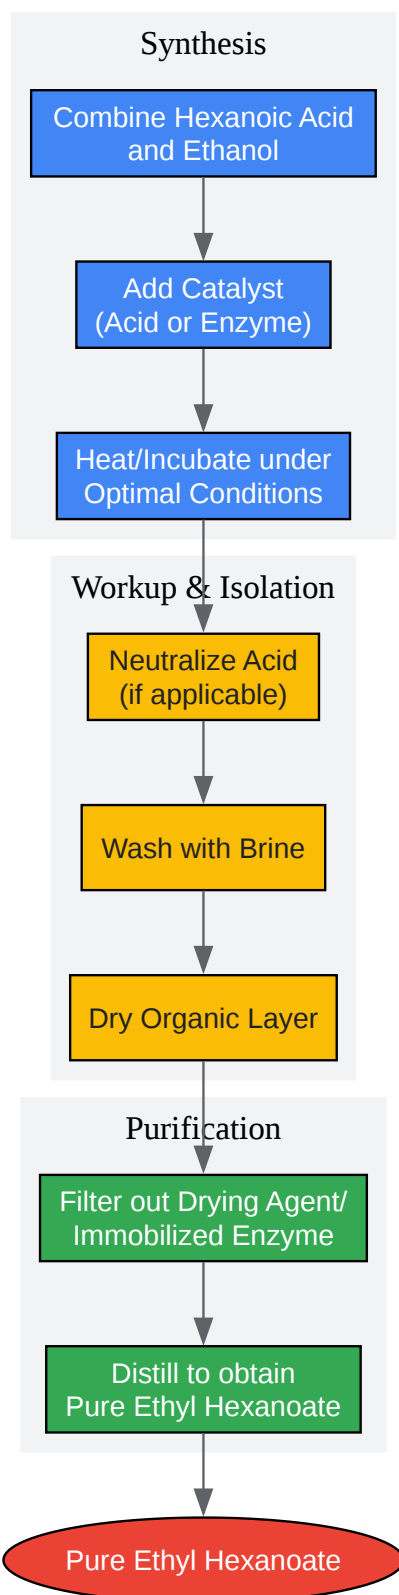 Synthesis
Combine Hexanoic Acid
and Ethanol
Add Catalyst
(Acid or Enzyme)
Heat/Incubate under
Optimal Conditions
Workup & Isolation
Neutralize Acid
(if applicable)
Wash with Brine
Dry Organic Layer
Purification
Filter out Drying Agent/
Immobilized Enzyme
Distill to obtain
Pure Ethyl Hexanoate
Pure Ethyl Hexanoate